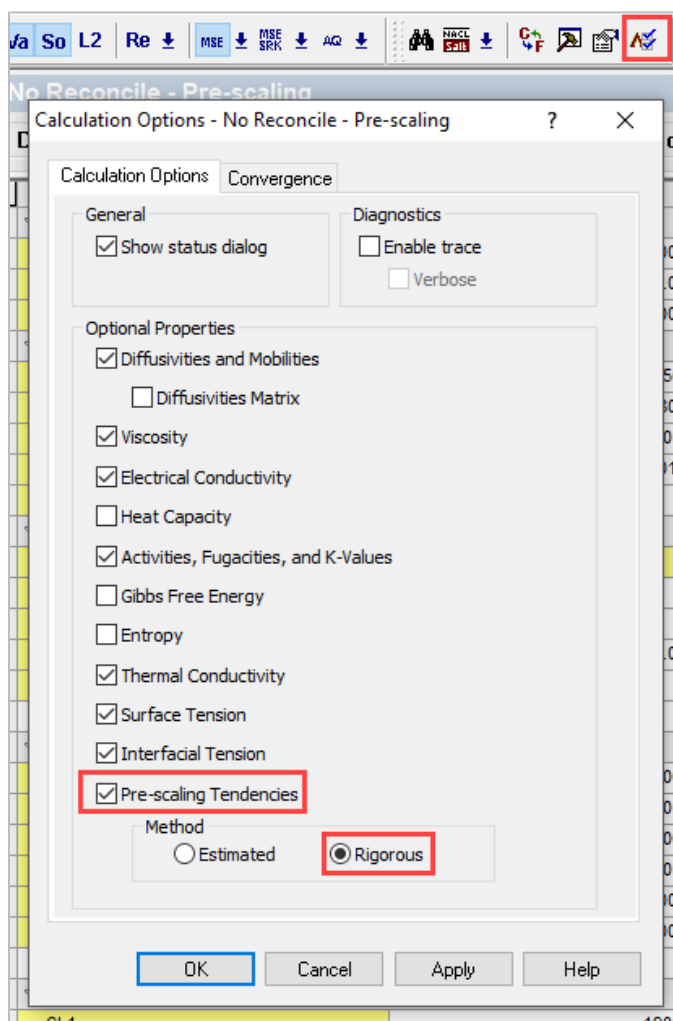 Va So L2 Re MSE MSE SRK AQ NACL Salt C F
No Reconcile - Pre-scaling
Calculation Options - No Reconcile - Pre-scaling ? X
Calculation Options Convergence
General Diagnostics
Show status dialog Enable trace
Verbose
Optional Properties
Diffusivities and Mobilities
Diffusivities Matrix
Viscosity
Electrical Conductivity
Heat Capacity
Activities, Fugacities, and K-Values
Gibbs Free Energy
Entropy
Thermal Conductivity
Surface Tension
Interfacial Tension
Pre-scaling Tendencies
Method
Estimated Rigorous
OK Cancel Apply Help